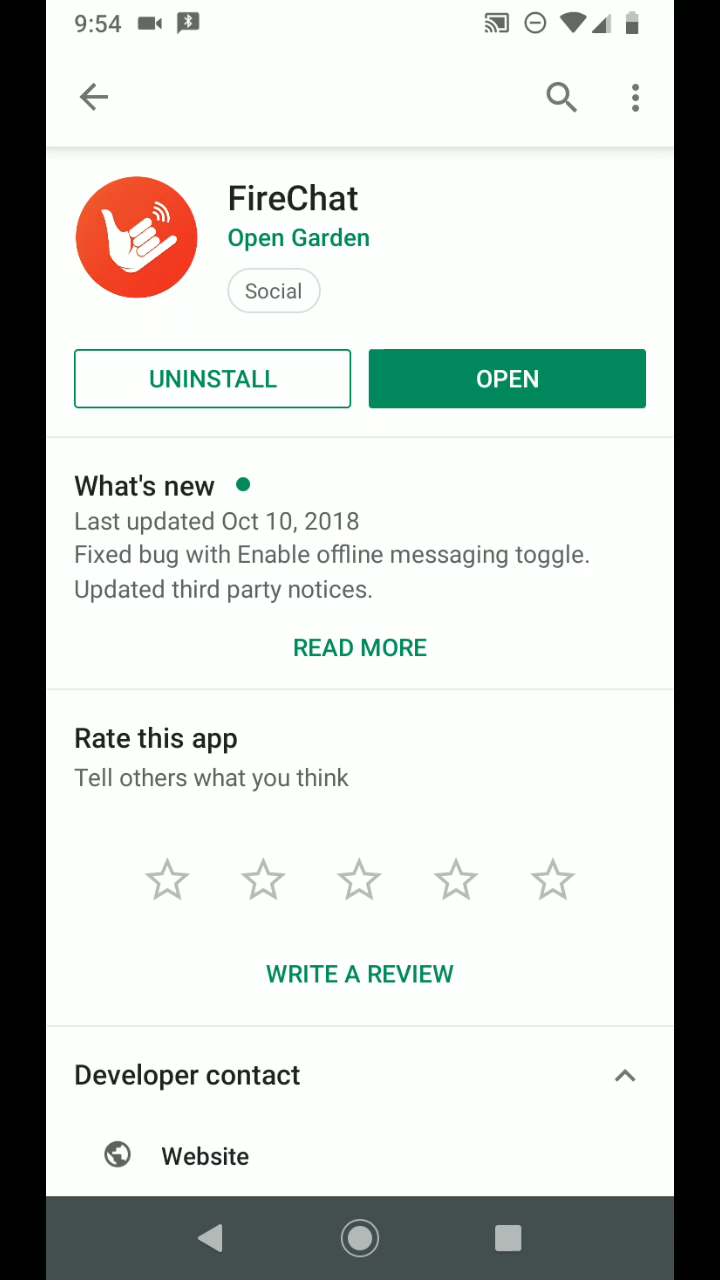 9:54
FireChat
Open Garden
Social
UNINSTALL
OPEN
What's new
Last updated Oct 10, 2018
Fixed bug with Enable offline messaging toggle.
Updated third party notices.
READ MORE
Rate this app
Tell others what you think
WRITE A REVIEW
Developer contact
Website